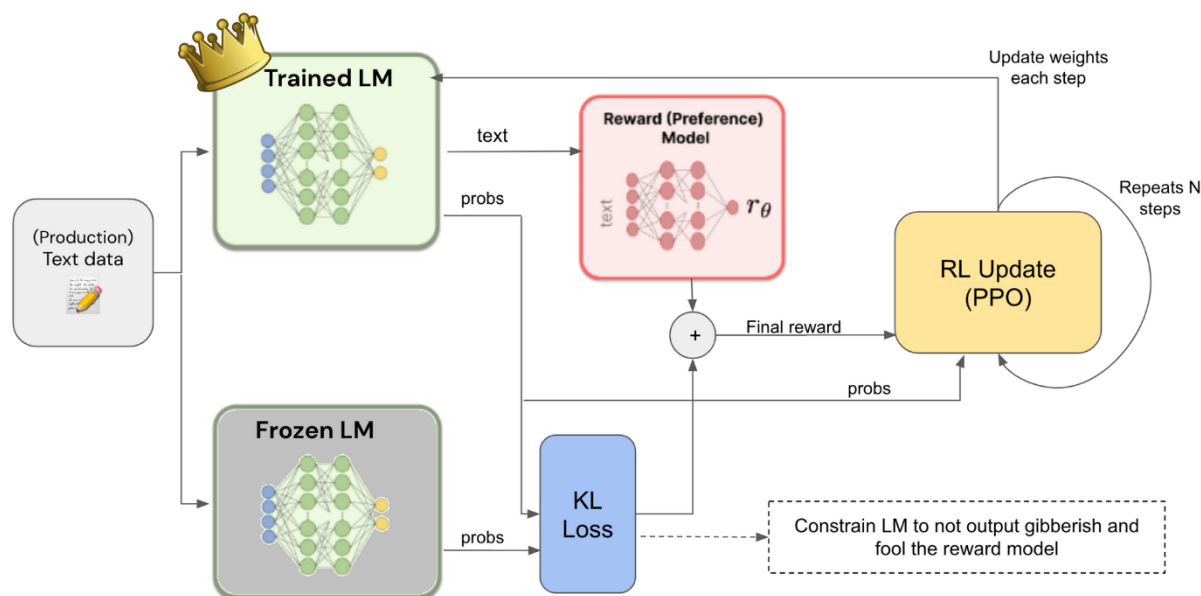 Trained LM
Update weights
each step
Reward (Preference)
Model
text
probs
text
rθ
Repeats N
steps
(Production)
Text data
RL Update
(PPO)
+
Final reward
probs
Frozen LM
KL
Loss
probs
Constrain LM to not output gibberish and
fool the reward model